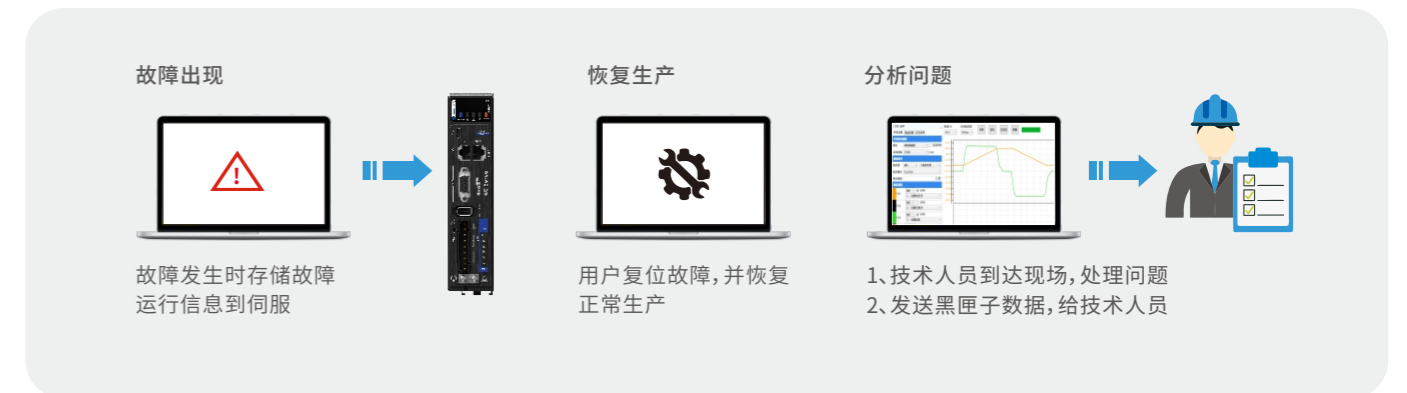 故障出现
故障发生时存储故障
运行信息到伺服
恢复生产
用户复位故障，并恢复
正常生产
分析问题
1、技术人员到达现场，处理问题
2、发送黑匣子数据，给技术人员